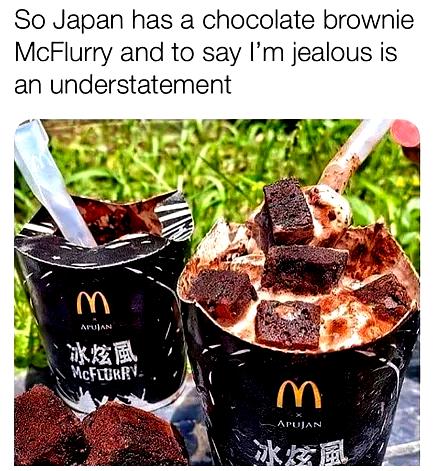 So Japan has a chocolate brownie
McFlurry and to say I'm jealous is
an understatement
M
×
APUJAN
冰炫風
McFLURRY
M
×
APUJAN
冰炫風